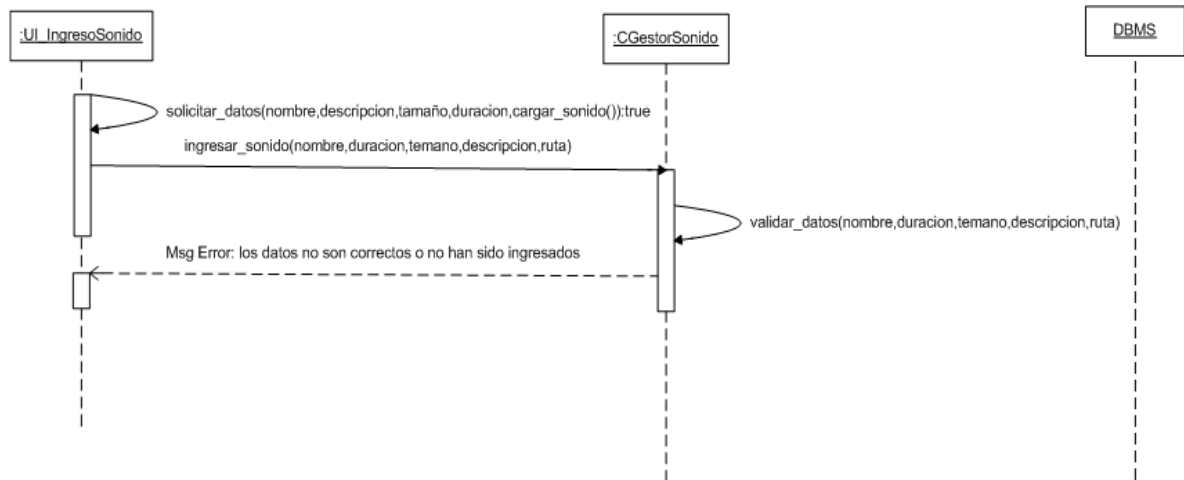 :UI_IngresoSonido
:CGestorSonido
DBMS
solicitar_datos(nombre,descripcion,tamaño,duracion,cargar_sonido()):true
ingresar_sonido(nombre,duracion,temano,descripcion,ruta)
validar_datos(nombre,duracion,temano,descripcion,ruta)
Msg Error: los datos no son correctos o no han sido ingresados